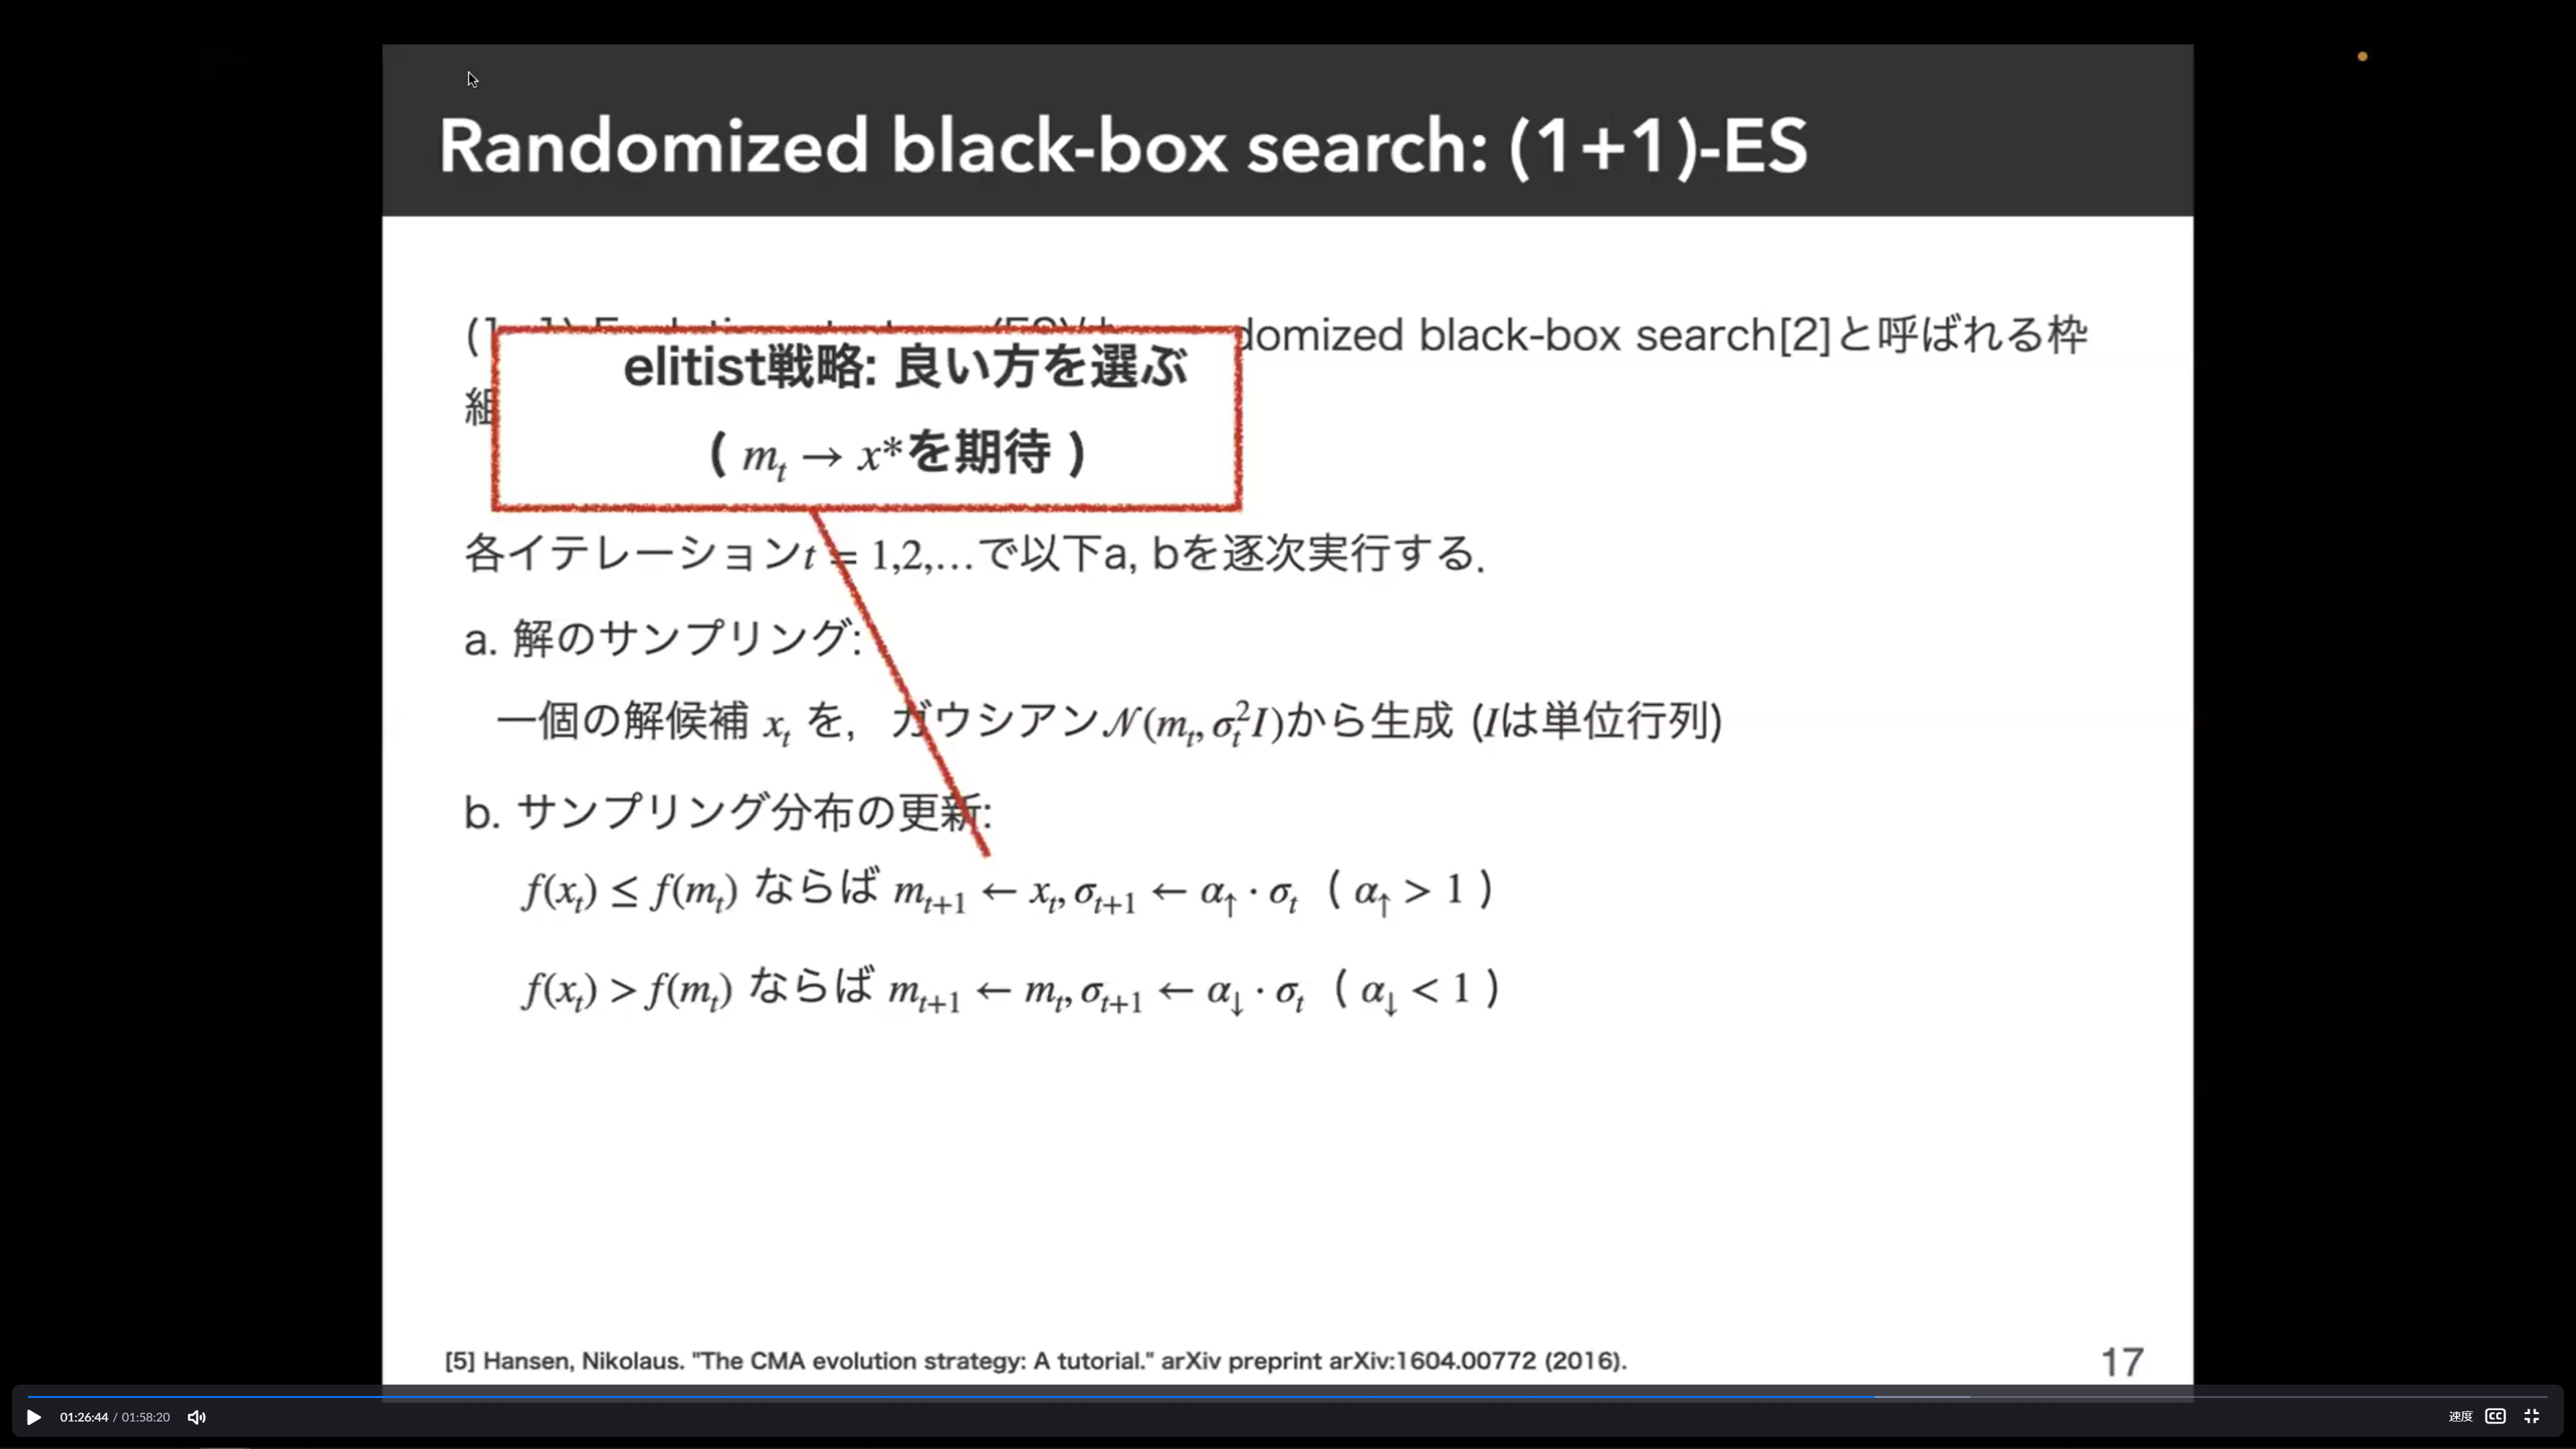 Randomized black-box search: (1+1)-ES
domized black-box search[2]と呼ばれる枠
組
elitist戦略: 良い方を選ぶ
( m_t → x*を期待 )
各イテレーションt = 1,2,…で以下a, bを逐次実行する.
a. 解のサンプリング:
一個の解候補 x_t を, ガウシアン𝒩(m_t, σ_t^2 I)から生成 (Iは単位行列)
b. サンプリング分布の更新:
f(x_t) ≤ f(m_t) ならば m_{t+1} ← x_t, σ_{t+1} ← α_↑ · σ_t ( α_↑ > 1 )
f(x_t) > f(m_t) ならば m_{t+1} ← m_t, σ_{t+1} ← α_↓ · σ_t ( α_↓ < 1 )
[5] Hansen, Nikolaus. "The CMA evolution strategy: A tutorial." arXiv preprint arXiv:1604.00772 (2016).
17
01:26:44 / 01:58:20
速度 CC